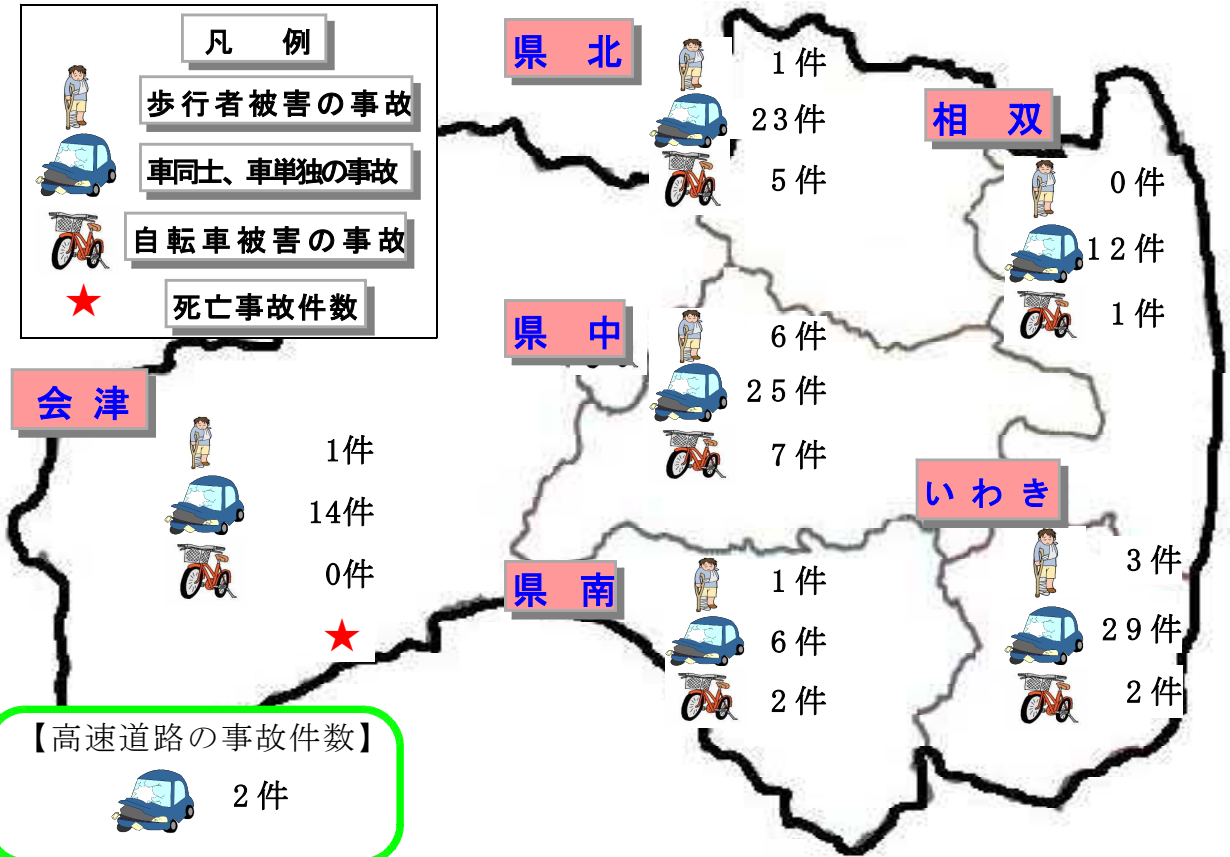 凡　例
歩行者被害の事故
車同士、車単独の事故
自転車被害の事故
★
死亡事故件数
県　北
1件
23件
5件
相　双
0件
12件
1件
県　中
6件
25件
7件
会　津
1件
14件
0件
★
いわき
3件
29件
2件
県　南
1件
6件
2件
【高速道路の事故件数】
2件